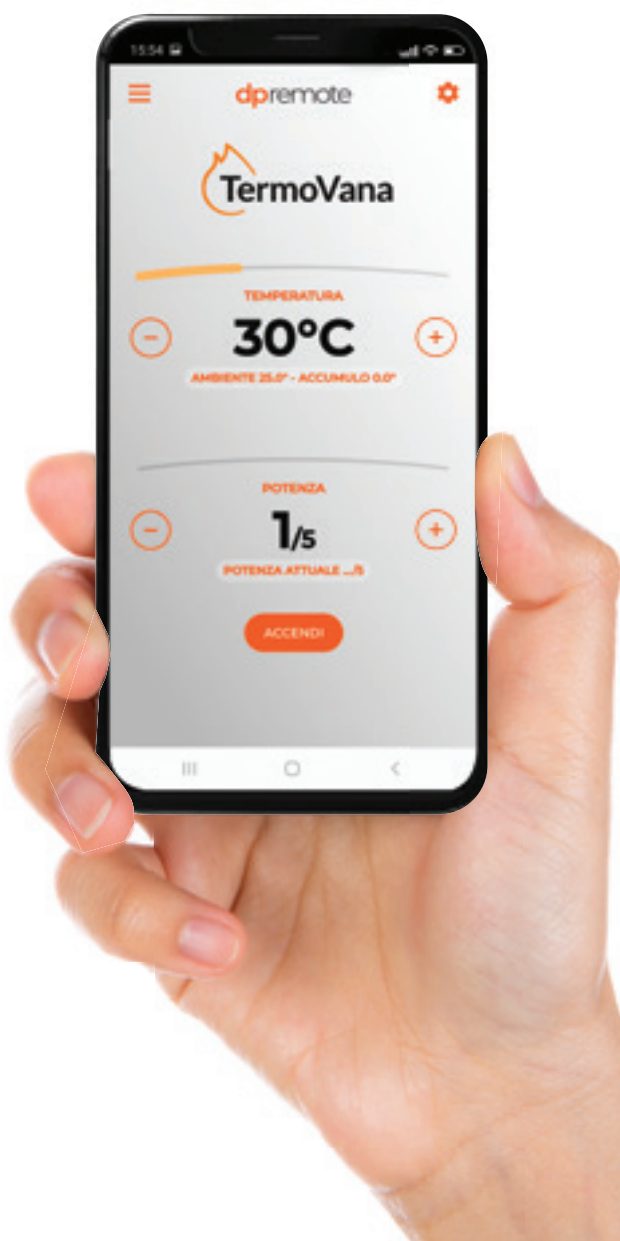 15:54
dpremote
TermoVana
TEMPERATURA
30°C
AMBIENTE 25.0° - ACCUMULO 0.0°
POTENZA
1/5
POTENZA ATTUALE .../5
ACCENDI